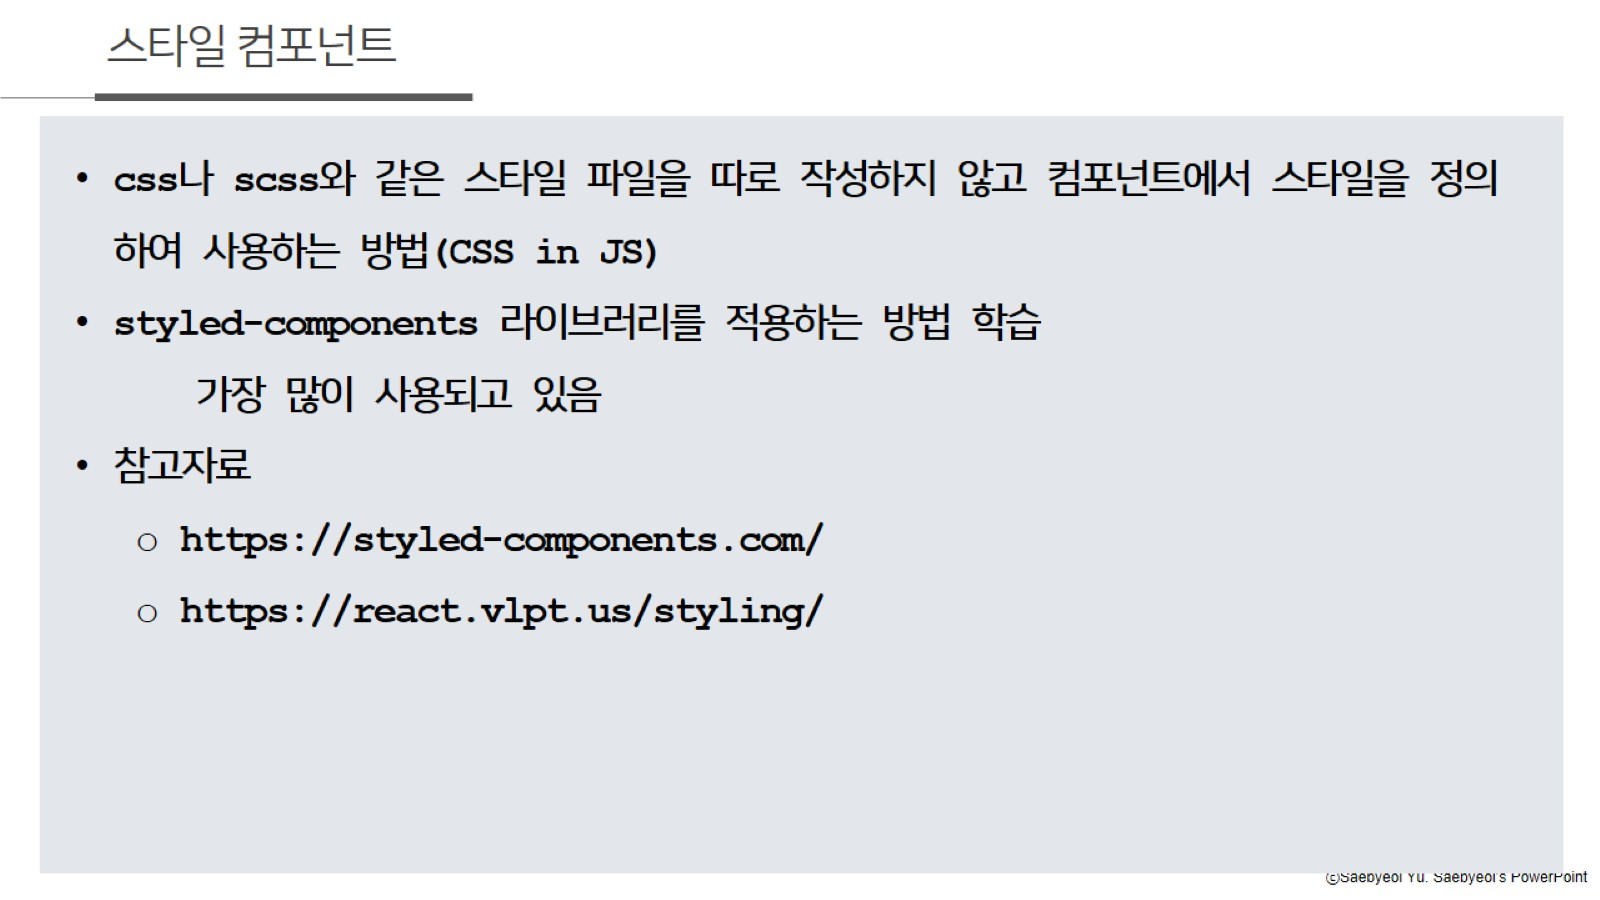 스타일 컴포넌트
• css나 scss와 같은 스타일 파일을 따로 작성하지 않고 컴포넌트에서 스타일을 정의
하여 사용하는 방법(CSS in JS)
• styled-components 라이브러리를 적용하는 방법 학습
가장 많이 사용되고 있음
• 참고자료
○ https://styled-components.com/
○ https://react.vlpt.us/styling/
ⓒSaebyeol Yu. Saebyeol's PowerPoint